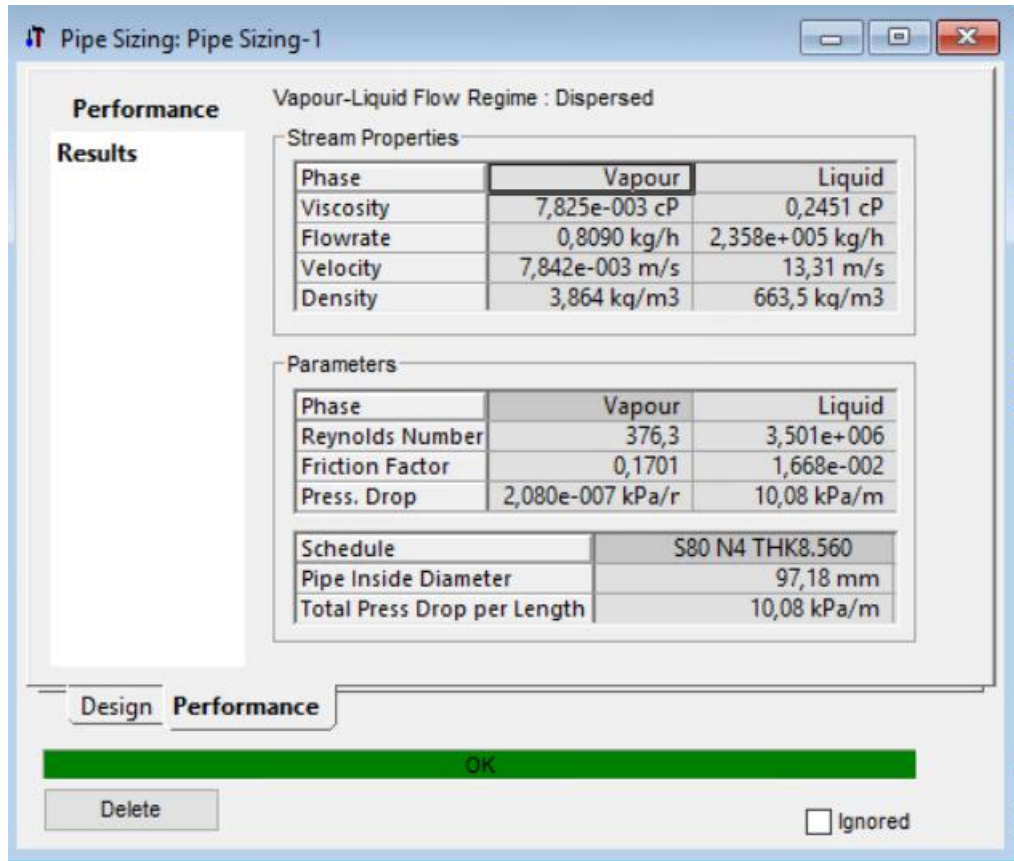 Pipe Sizing: Pipe Sizing-1
Performance
Results
Vapour-Liquid Flow Regime : Dispersed
Stream Properties
Phase Vapour Liquid
Viscosity 7,825e-003 cP 0,2451 cP
Flowrate 0,8090 kg/h 2,358e+005 kg/h
Velocity 7,842e-003 m/s 13,31 m/s
Density 3,864 kg/m3 663,5 kg/m3
Parameters
Phase Vapour Liquid
Reynolds Number 376,3 3,501e+006
Friction Factor 0,1701 1,668e-002
Press. Drop 2,080e-007 kPa/r 10,08 kPa/m
Schedule S80 N4 THK8.560
Pipe Inside Diameter 97,18 mm
Total Press Drop per Length 10,08 kPa/m
Design Performance
OK
Delete
Ignored